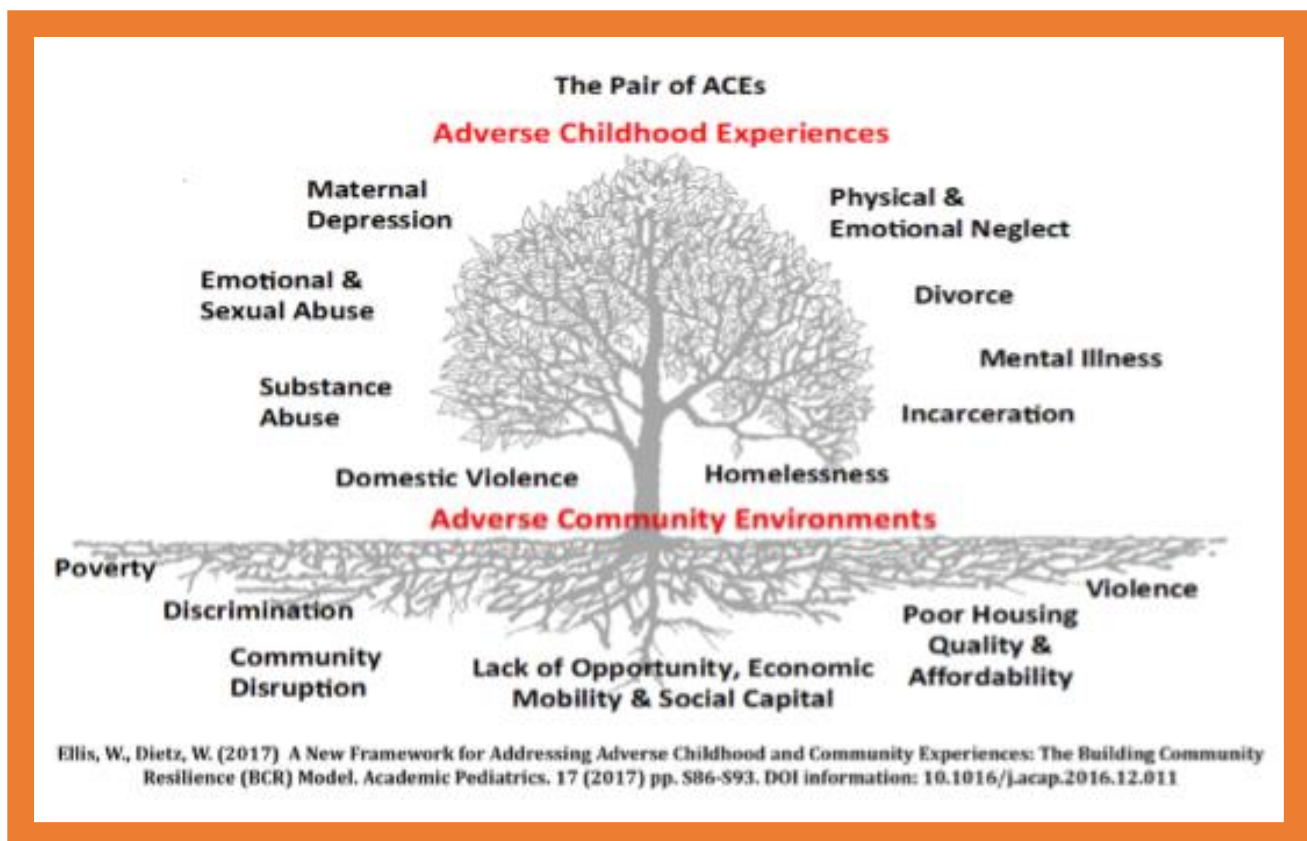 The Pair of ACEs
Adverse Childhood Experiences
Maternal
Depression
Physical &
Emotional Neglect
Emotional &
Sexual Abuse
Divorce
Mental Illness
Substance
Abuse
Incarceration
Domestic Violence
Homelessness
Adverse Community Environments
Poverty
Violence
Discrimination
Poor Housing
Quality &
Affordability
Community
Disruption
Lack of Opportunity, Economic
Mobility & Social Capital
Ellis, W., Dietz, W. (2017) A New Framework for Addressing Adverse Childhood and Community Experiences: The Building Community
Resilience (BCR) Model. Academic Pediatrics. 17 (2017) pp. S86-S93. DOI information: 10.1016/j.acap.2016.12.011